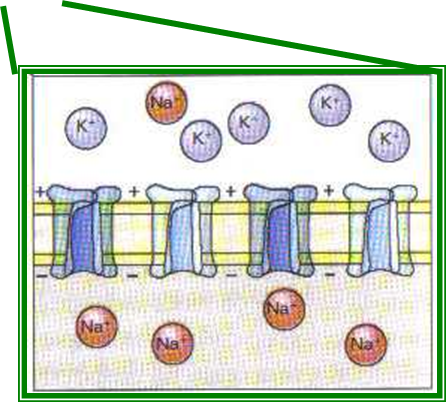 Na⁺ K⁺
K⁺ K⁺ K⁺ K⁺
+ + + +
− − − −
Na⁺ Na⁺
Na⁺ Na⁺